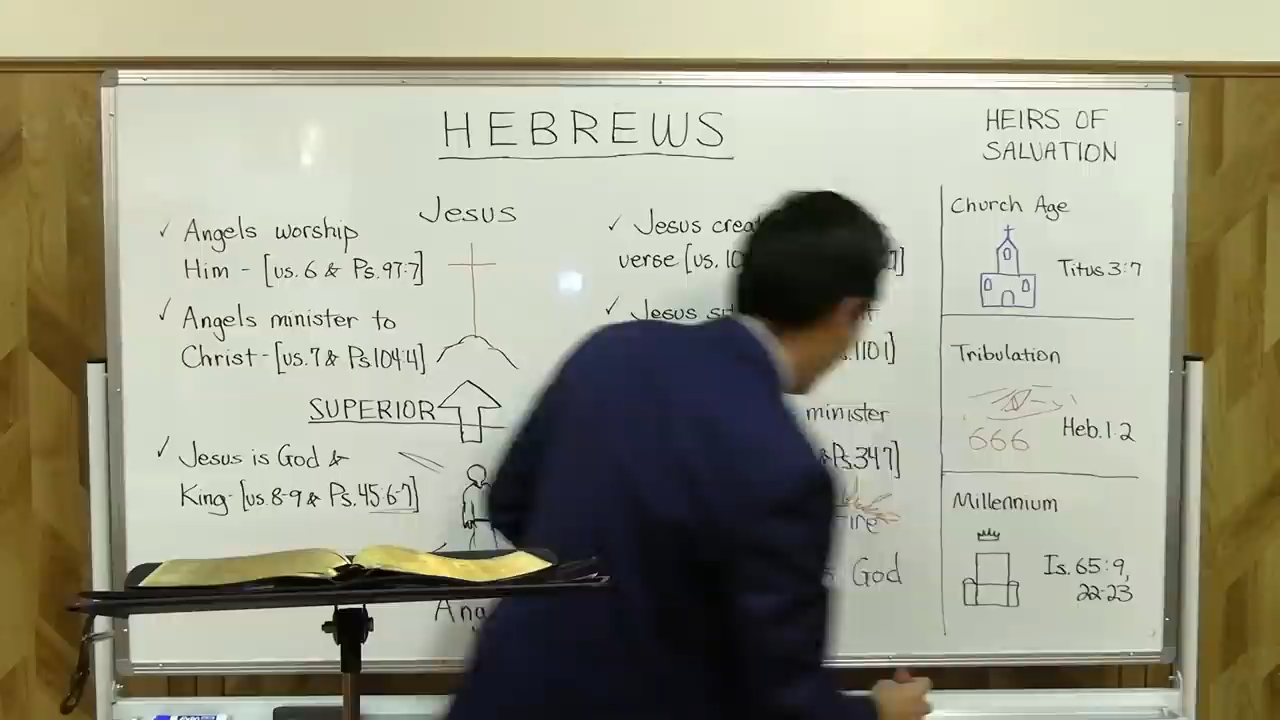 HEBREWS
HEIRS OF
SALVATION
Jesus
✓ Angels worship
Him - [vs. 6 & Ps. 97:7]
✓ Angels minister to
Christ - [vs. 7 & Ps 104:4]
SUPERIOR
✓ Jesus is God &
King - [vs 8-9 & Ps. 45:6-7]
✓ Jesus
verse [vs. 10
✓ Jesus
110 1]
minister
& Ps. 34 7]
Fire
God
Church Age
Titus 3:7
Tribulation
666
Heb. 1:2
Millennium
Is. 65:9,
22-23